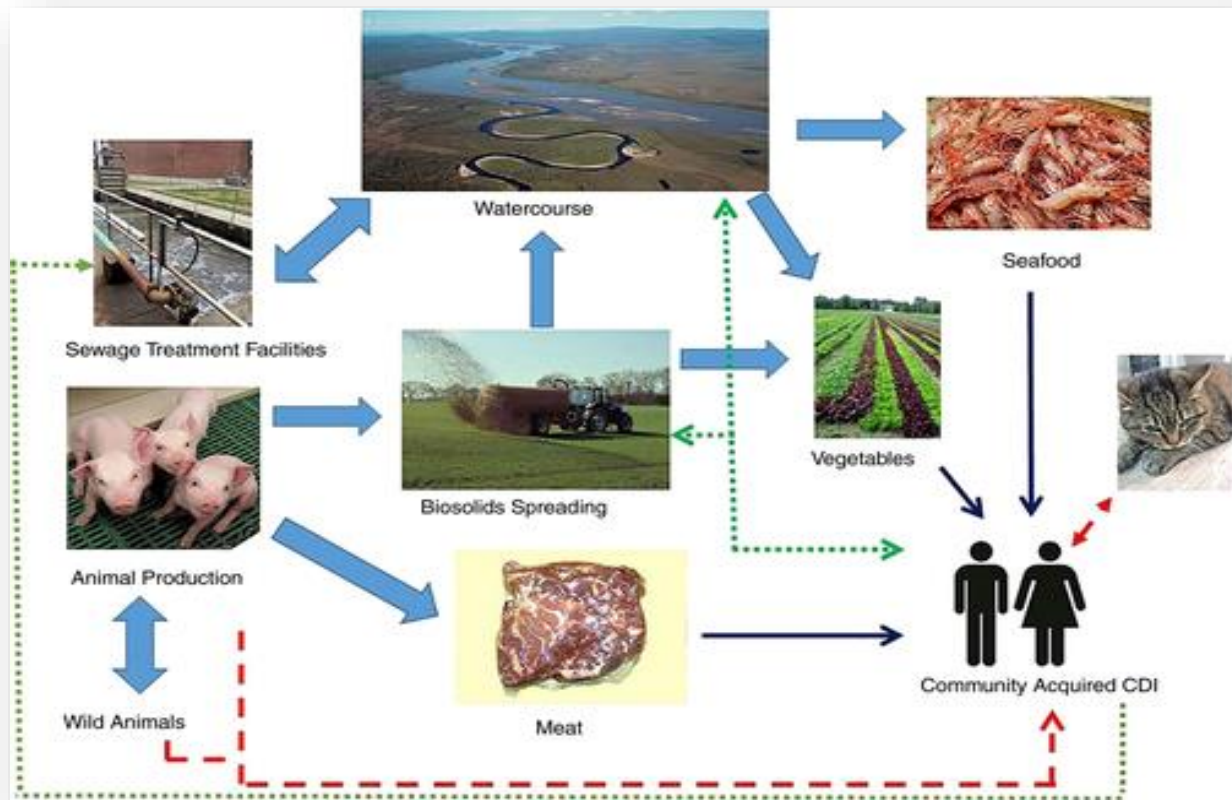 Watercourse
Seafood
Sewage Treatment Facilities
Vegetables
Biosolids Spreading
Animal Production
Community Acquired CDI
Wild Animals
Meat